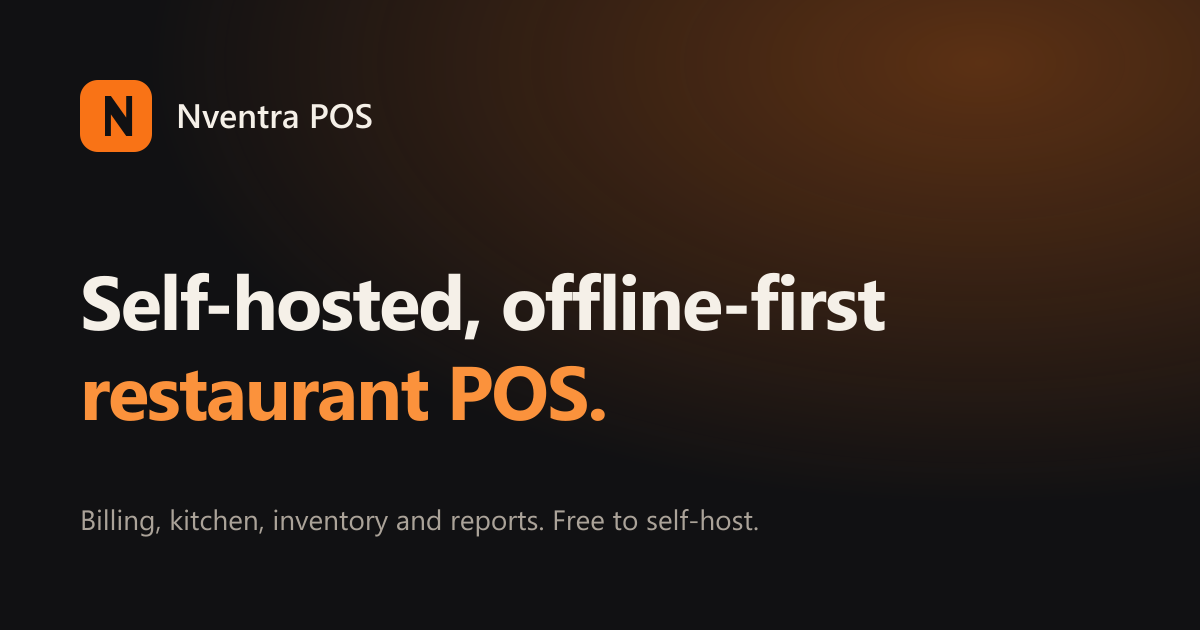 N
Nventra POS
Self-hosted, offline-first
restaurant POS.
Billing, kitchen, inventory and reports. Free to self-host.